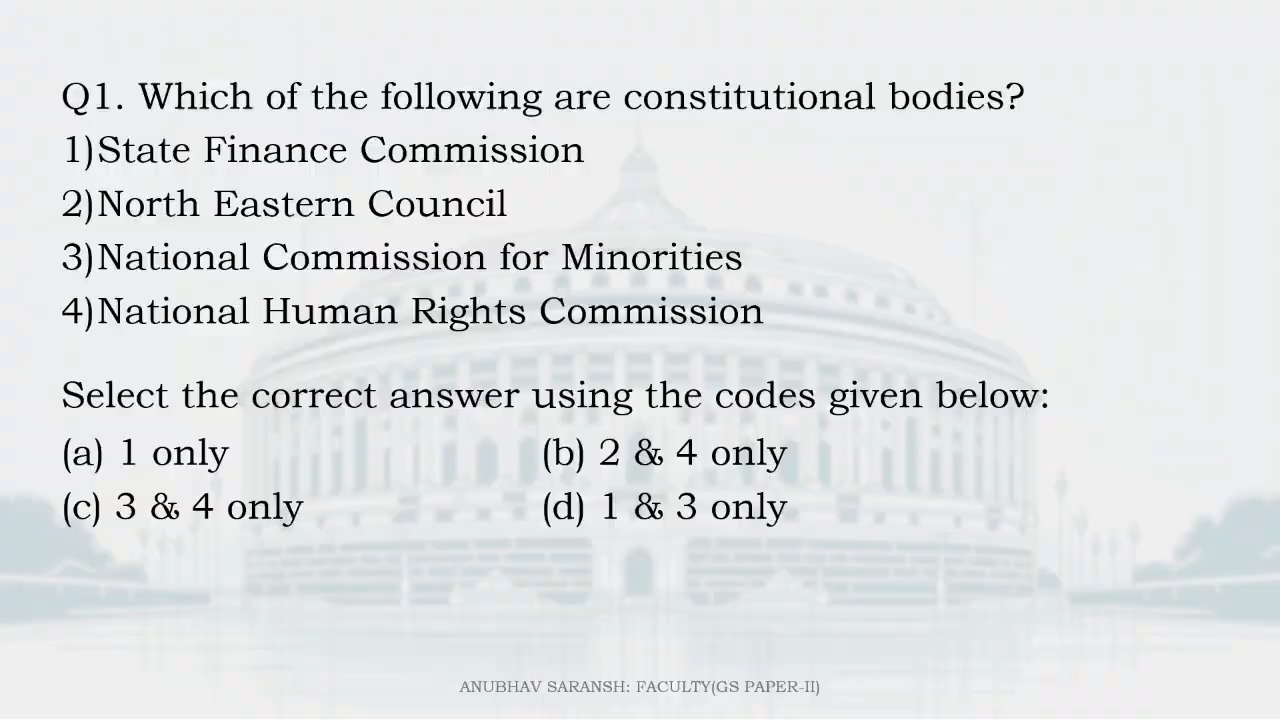 Q1. Which of the following are constitutional bodies?
1)State Finance Commission
2)North Eastern Council
3)National Commission for Minorities
4)National Human Rights Commission
Select the correct answer using the codes given below:
(a) 1 only (b) 2 & 4 only
(c) 3 & 4 only (d) 1 & 3 only
ANUBHAV SARANSH: FACULTY(GS PAPER-II)